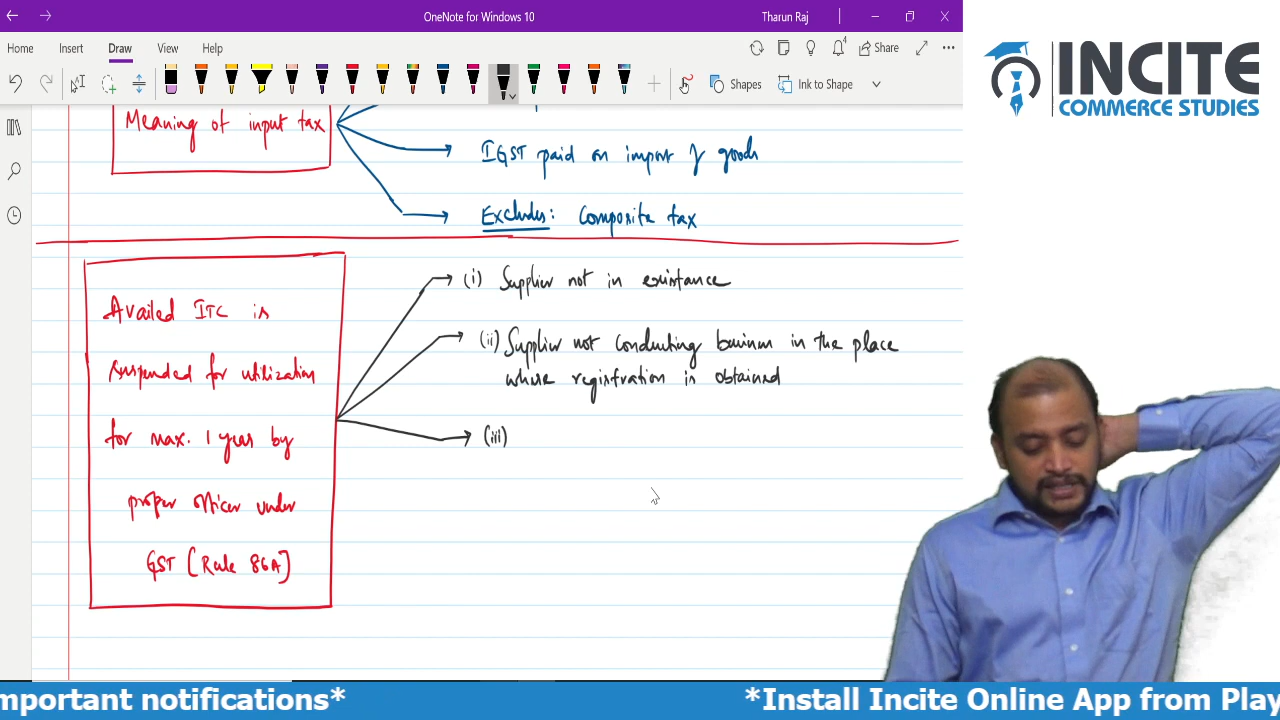 OneNote for Windows 10
Tharun Raj
Home Insert Draw View Help
4
Share
Shapes
Ink to Shape
INCITE
COMMERCE STUDIES
Meaning of input tax
IGST paid on import of goods
Excludes: Composite tax
Availed ITC is
suspended for utilization
for max. 1 year by
proper officer under
GST [Rule 86A]
(i) Supplier not in existance
(ii) Supplier not conducting business in the place
where registration is obtained
(iii)
mportant notifications*
*Install Incite Online App from Play